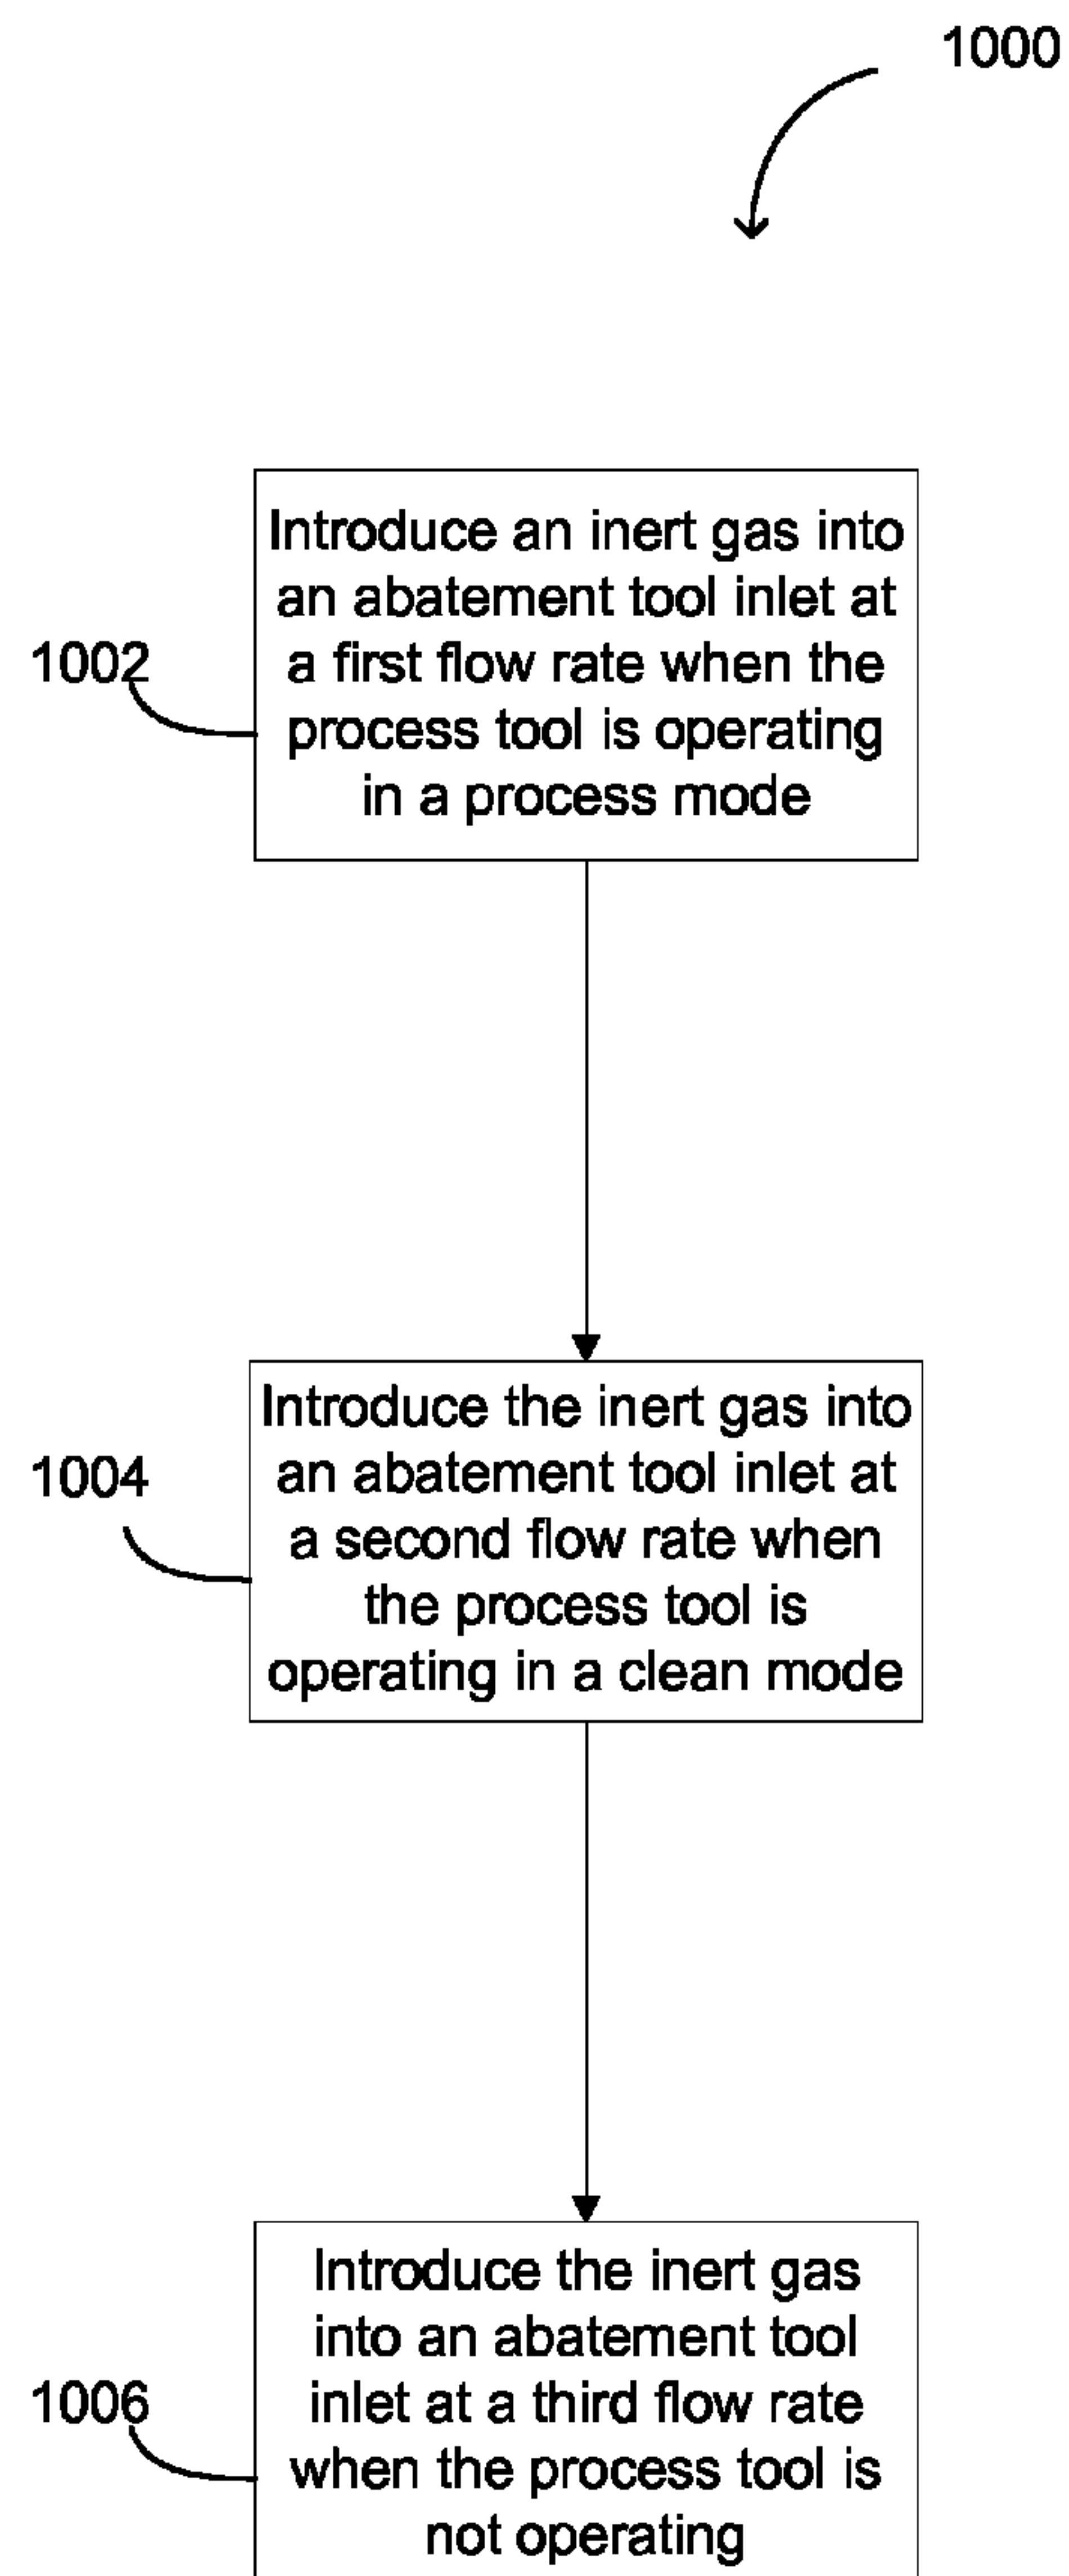 1000
Introduce an inert gas into
an abatement tool inlet at
a first flow rate when the
process tool is operating
in a process mode
1002
Introduce the inert gas into
an abatement tool inlet at
a second flow rate when
the process tool is
operating in a clean mode
1004
Introduce the inert gas
into an abatement tool
inlet at a third flow rate
when the process tool is
not operating
1006